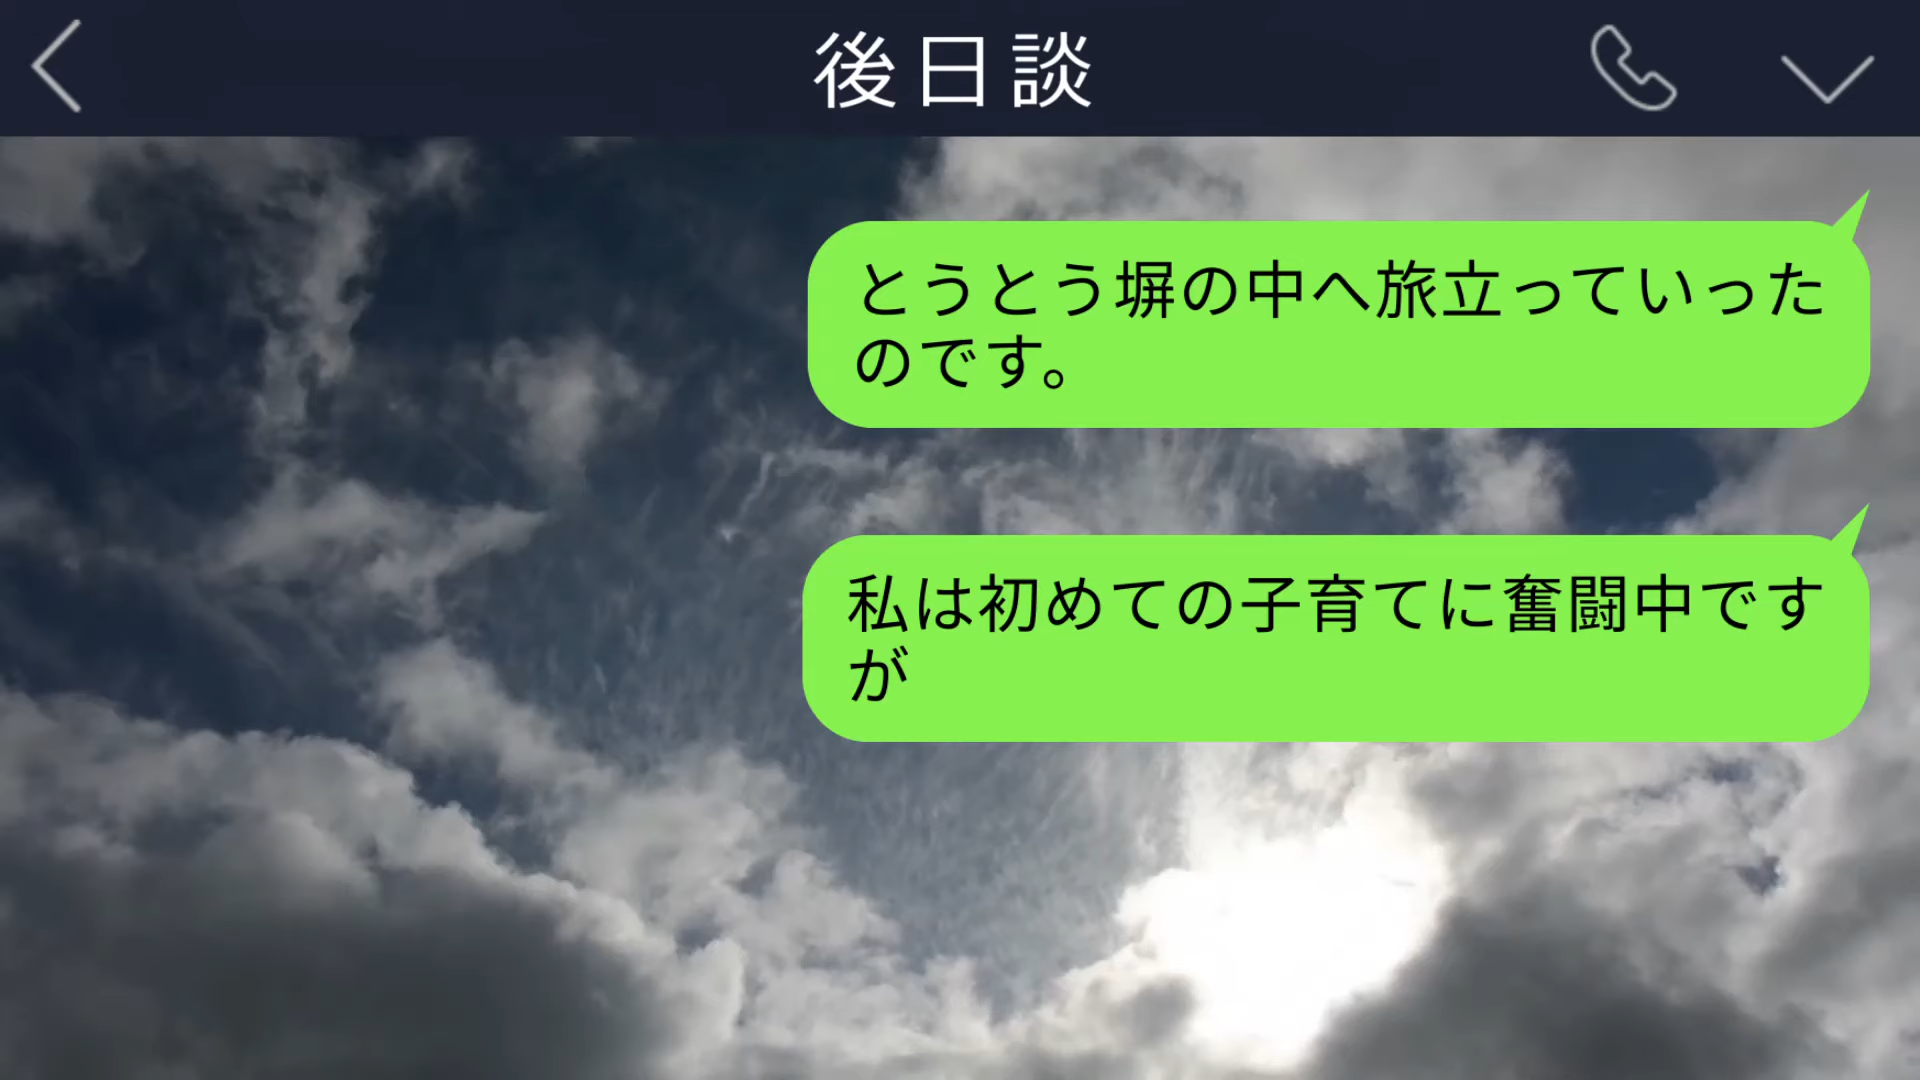 後日談
とうとう塀の中へ旅立っていった
のです。
私は初めての子育てに奮闘中です
が